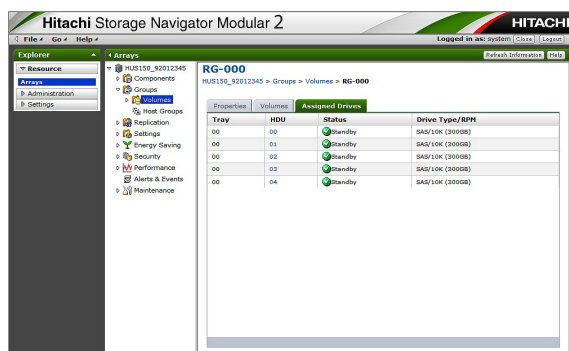 Hitachi Storage Navigator Modular 2
HITACHI
File Go Help
Logged in as: system Close Logout
Explorer
Arrays
Refresh Information Help
Resource
Arrays
Administration
Settings
HUS150_92012345
Components
Groups
Volumes
Host Groups
Replication
Settings
Energy Saving
Security
Performance
Alerts & Events
Maintenance
RG-000
HUS150_92012345 > Groups > Volumes > RG-000
Properties Volumes Assigned Drives
Tray HDU Status Drive Type/RPM
00 00 Standby SAS/10K (300GB)
00 01 Standby SAS/10K (300GB)
00 02 Standby SAS/10K (300GB)
00 03 Standby SAS/10K (300GB)
00 04 Standby SAS/10K (300GB)